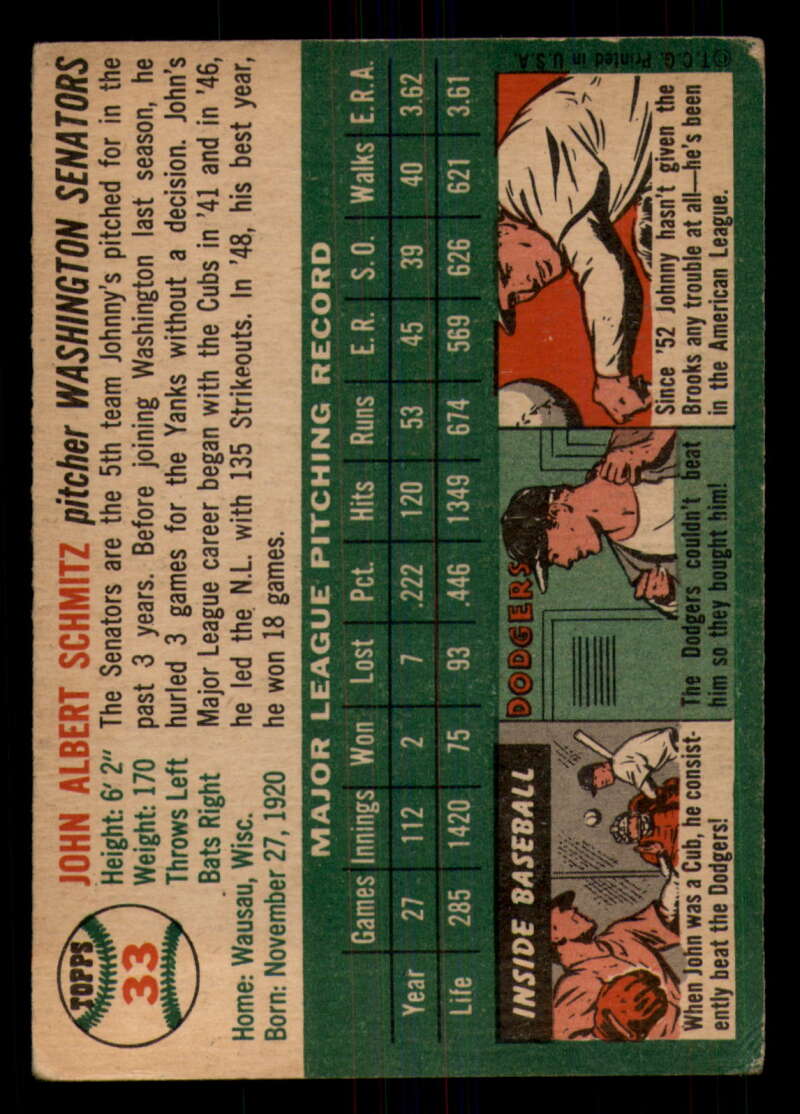 TOPPS
33
JOHN ALBERT SCHMITZ pitcher WASHINGTON SENATORS
Height: 6' 2"
Weight: 170
Throws Left
Bats Right
Home: Wausau, Wisc.
Born: November 27, 1920
The Senators are the 5th team Johnny's pitched for in the
past 3 years. Before joining Washington last season, he
hurled 3 games for the Yanks without a decision. John's
Major League career began with the Cubs in '41 and in '46,
he led the N.L. with 135 Strikeouts. In '48, his best year,
he won 18 games.
MAJOR LEAGUE PITCHING RECORD
Games Innings Won Lost Pct. Hits Runs E.R. S.O. Walks E.R.A.
Year 27 112 2 7 .222 120 53 45 39 40 3.62
Life 285 1420 75 93 .446 1349 674 569 626 621 3.61
INSIDE BASEBALL
When John was a Cub, he consist-
ently beat the Dodgers!
DODGERS
The Dodgers couldn't beat
him so they bought him!
Since '52 Johnny hasn't given the
Brooks any trouble at all—he's been
in the American League.
©T.C.G. Printed in U.S.A.